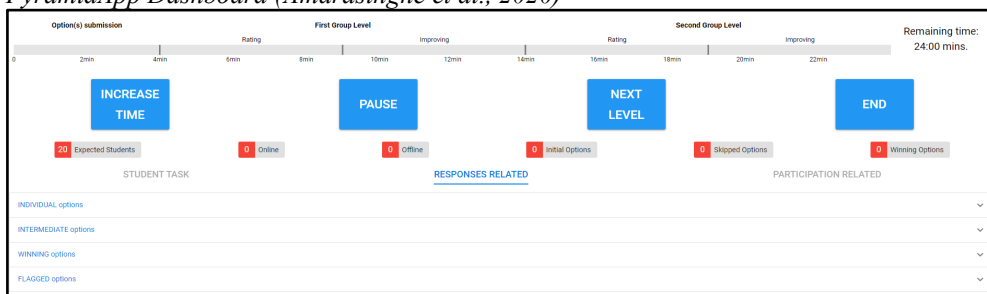 PyramidApp Dashboard (Amarasinghe et al., 2020)
Option(s) submission First Group Level Second Group Level
Rating Improving Rating Improving
Remaining time:
24:00 mins.
0 2min 4min 6min 8min 10min 12min 14min 16min 18min 20min 22min
INCREASE TIME PAUSE NEXT LEVEL END
20 Expected Students 0 Online 0 Offline 0 Initial Options 0 Skipped Options 0 Winning Options
STUDENT TASK RESPONSES RELATED PARTICIPATION RELATED
INDIVIDUAL options
INTERMEDIATE options
WINNING options
FLAGGED options